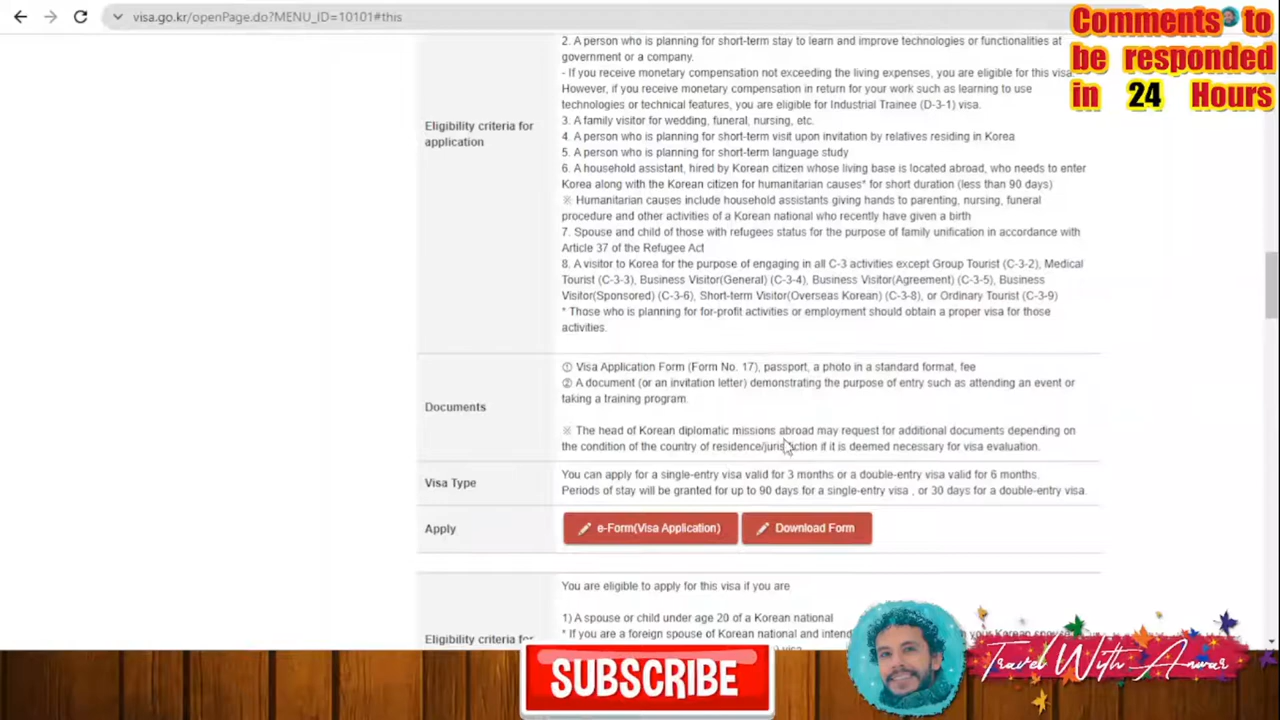 visa.go.kr/openPage.do?MENU_ID=10101#this
Comments to
be responded
in 24 Hours
2. A person who is planning for short-term stay to learn and improve technologies or functionalities at
government or a company.
- If you receive monetary compensation not exceeding the living expenses, you are eligible for this visa.
However, if you receive monetary compensation in return for your work such as learning to use
technologies or technical features, you are eligible for Industrial Trainee (D-3-1) visa.
3. A family visitor for wedding, funeral, nursing, etc.
Eligibility criteria for
application
4. A person who is planning for short-term visit upon invitation by relatives residing in Korea
5. A person who is planning for short-term language study
6. A household assistant, hired by Korean citizen whose living base is located abroad, who needs to enter
Korea along with the Korean citizen for humanitarian causes* for short duration (less than 90 days)
※ Humanitarian causes include household assistants giving hands to parenting, nursing, funeral
procedure and other activities of a Korean national who recently have given a birth
7. Spouse and child of those with refugees status for the purpose of family unification in accordance with
Article 37 of the Refugee Act
8. A visitor to Korea for the purpose of engaging in all C-3 activities except Group Tourist (C-3-2), Medical
Tourist (C-3-3), Business Visitor(General) (C-3-4), Business Visitor(Agreement) (C-3-5), Business
Visitor(Sponsored) (C-3-6), Short-term Visitor(Overseas Korean) (C-3-8), or Ordinary Tourist (C-3-9)
* Those who is planning for for-profit activities or employment should obtain a proper visa for those
activities.
Documents
① Visa Application Form (Form No. 17), passport, a photo in a standard format, fee
② A document (or an invitation letter) demonstrating the purpose of entry such as attending an event or
taking a training program.
※ The head of Korean diplomatic missions abroad may request for additional documents depending on
the condition of the country of residence/jurisdiction if it is deemed necessary for visa evaluation.
Visa Type
You can apply for a single-entry visa valid for 3 months or a double-entry visa valid for 6 months.
Periods of stay will be granted for up to 90 days for a single-entry visa , or 30 days for a double-entry visa.
Apply
e-Form(Visa Application)
Download Form
You are eligible to apply for this visa if you are
1) A spouse or child under age 20 of a Korean national
Eligibility criteria for
* If you are a foreign spouse of Korean national and intend your Korean spouse
visa
SUBSCRIBE
Travel With Anwar